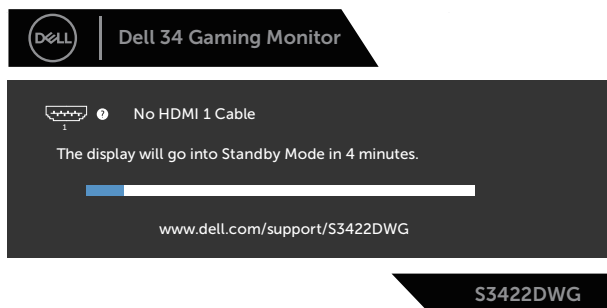 DELL
Dell 34 Gaming Monitor
? No HDMI 1 Cable
1
The display will go into Standby Mode in 4 minutes.
www.dell.com/support/S3422DWG
S3422DWG